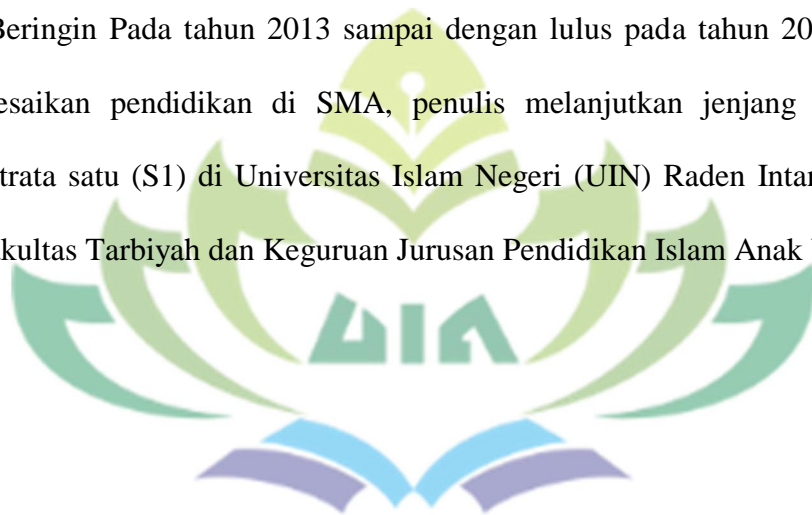 Beringin Pada tahun 2013 sampai dengan lulus pada tahun 20
esaikan pendidikan di SMA, penulis melanjutkan jenjang
trata satu (S1) di Universitas Islam Negeri (UIN) Raden Intan
kultas Tarbiyah dan Keguruan Jurusan Pendidikan Islam Anak
UIN